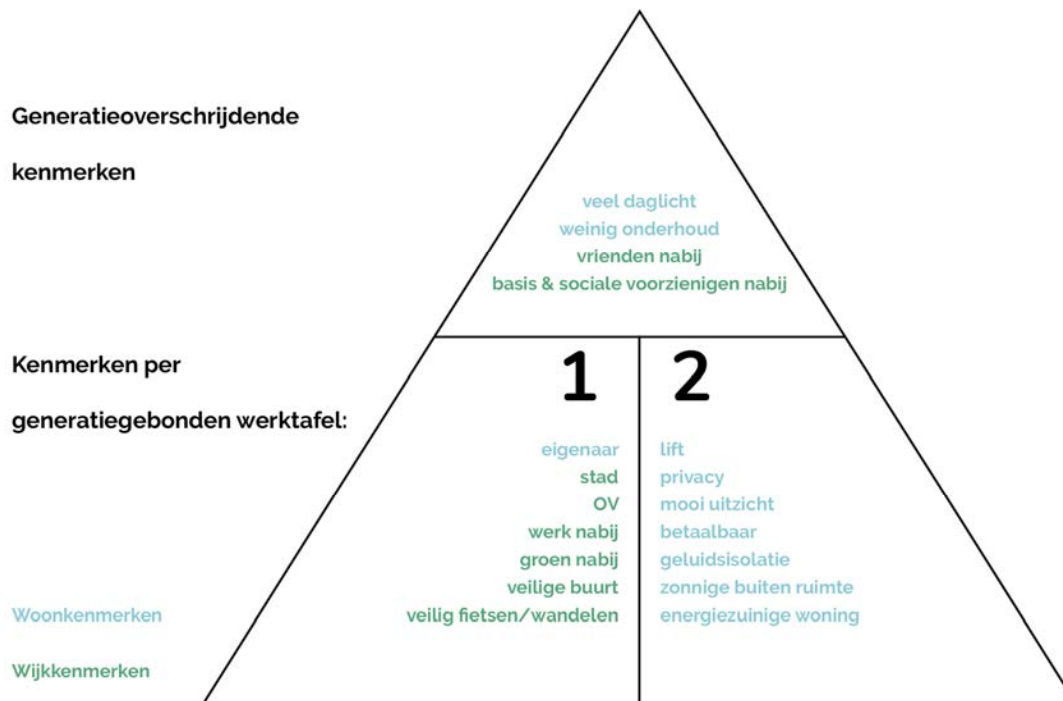 Generatieoverschrijdende
kenmerken
veel daglicht
weinig onderhoud
vrienden nabij
basis & sociale voorzienigen nabij
Kenmerken per
generatiegebonden werktafel:
1
eigenaar
stad
OV
werk nabij
groen nabij
veilige buurt
veilig fietsen/wandelen
2
lift
privacy
mooi uitzicht
betaalbaar
geluidsisolatie
zonnige buiten ruimte
energiezuinige woning
Woonkenmerken
Wijkkenmerken